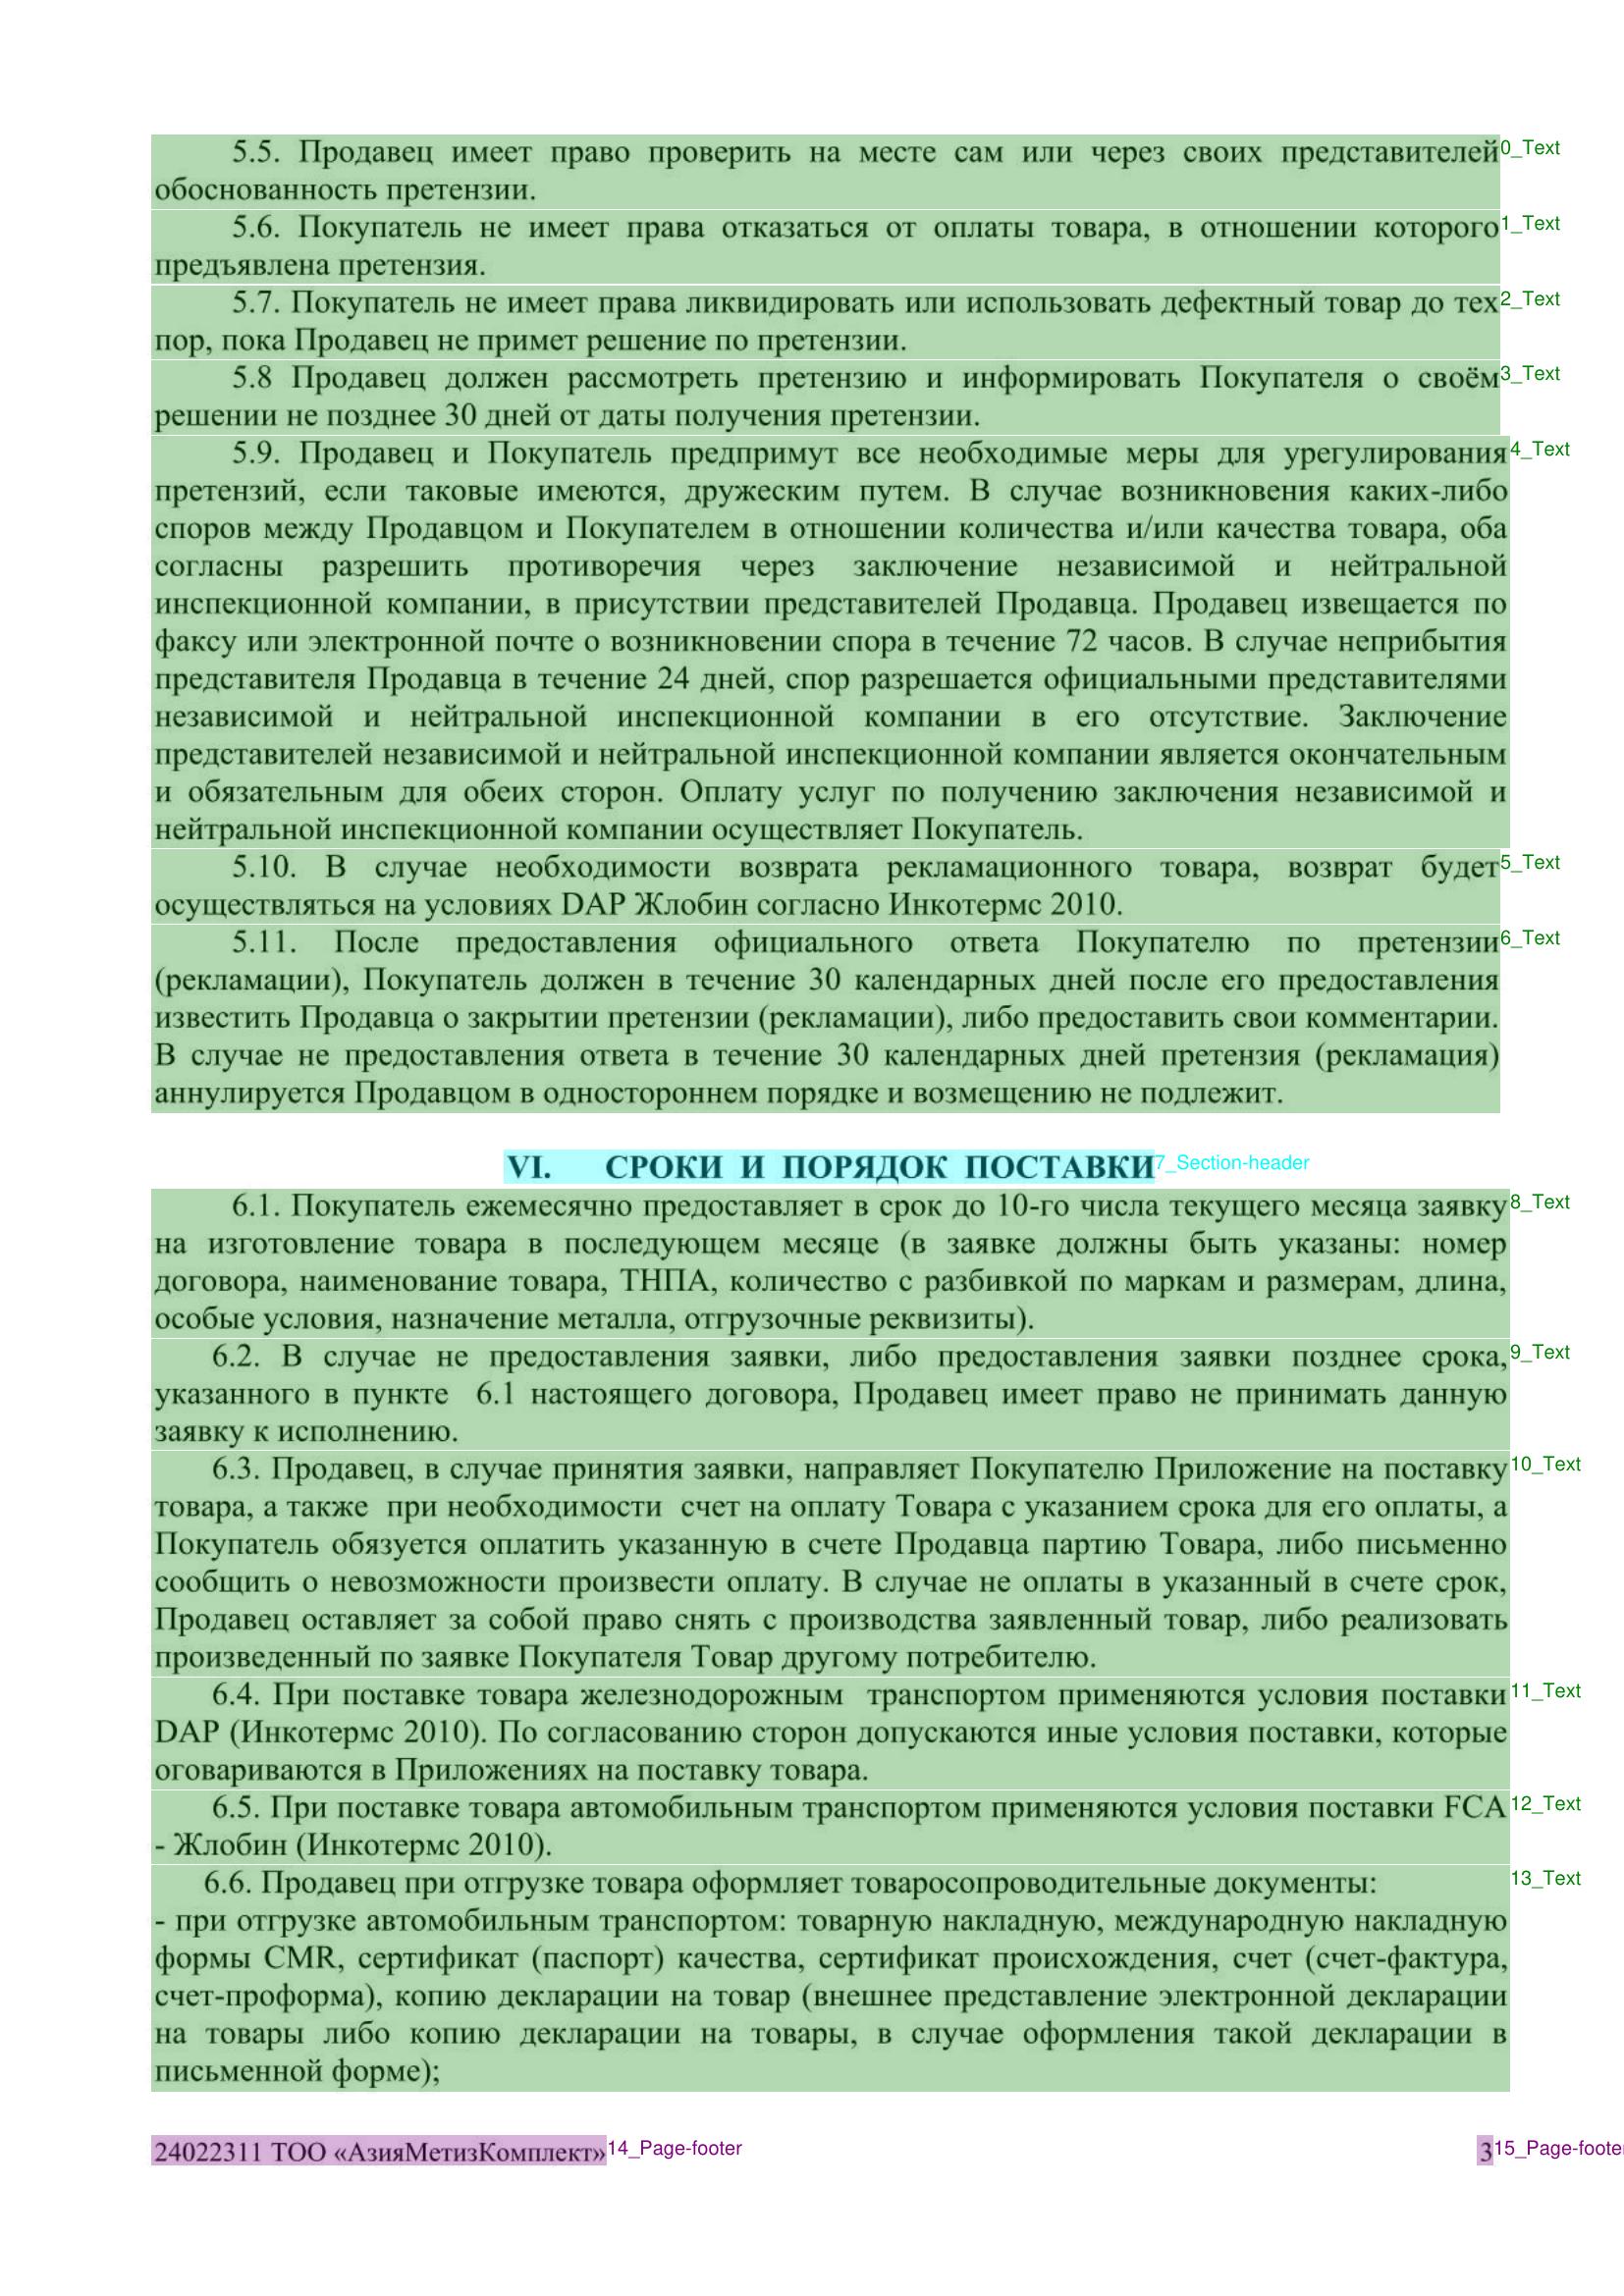 5.5. Продавец имеет право проверить на месте сам или через своих представителей
0_Text
обоснованность претензии.
5.6. Покупатель не имеет права отказаться от оплаты товара, в отношении которого
1_Text
предъявлена претензия.
5.7. Покупатель не имеет права ликвидировать или использовать дефектный товар до тех
2_Text
пор, пока Продавец не примет решение по претензии.
5.8 Продавец должен рассмотреть претензию и информировать Покупателя о своём
3_Text
решении не позднее 30 дней от даты получения претензии.
5.9. Продавец и Покупатель предпримут все необходимые меры для урегулирования
4_Text
претензий, если таковые имеются, дружеским путем. В случае возникновения каких-либо
споров между Продавцом и Покупателем в отношении количества и/или качества товара, оба
согласны разрешить противоречия через заключение независимой и нейтральной
инспекционной компании, в присутствии представителей Продавца. Продавец извещается по
факсу или электронной почте о возникновении спора в течение 72 часов. В случае неприбытия
представителя Продавца в течение 24 дней, спор разрешается официальными представителями
независимой и нейтральной инспекционной компании в его отсутствие. Заключение
представителей независимой и нейтральной инспекционной компании является окончательным
и обязательным для обеих сторон. Оплату услуг по получению заключения независимой и
нейтральной инспекционной компании осуществляет Покупатель.
5.10. В случае необходимости возврата рекламационного товара, возврат будет
5_Text
осуществляться на условиях DAP Жлобин согласно Инкотермс 2010.
5.11. После предоставления официального ответа Покупателю по претензии
6_Text
(рекламации), Покупатель должен в течение 30 календарных дней после его предоставления
известить Продавца о закрытии претензии (рекламации), либо предоставить свои комментарии.
В случае не предоставления ответа в течение 30 календарных дней претензия (рекламация)
аннулируется Продавцом в одностороннем порядке и возмещению не подлежит.
VI. СРОКИ И ПОРЯДОК ПОСТАВКИ
7_Section-header
6.1. Покупатель ежемесячно предоставляет в срок до 10-го числа текущего месяца заявку
8_Text
на изготовление товара в последующем месяце (в заявке должны быть указаны: номер
договора, наименование товара, ТНПА, количество с разбивкой по маркам и размерам, длина,
особые условия, назначение металла, отгрузочные реквизиты).
6.2. В случае не предоставления заявки, либо предоставления заявки позднее срока,
9_Text
указанного в пункте 6.1 настоящего договора, Продавец имеет право не принимать данную
заявку к исполнению.
6.3. Продавец, в случае принятия заявки, направляет Покупателю Приложение на поставку
10_Text
товара, а также при необходимости счет на оплату Товара с указанием срока для его оплаты, а
Покупатель обязуется оплатить указанную в счете Продавца партию Товара, либо письменно
сообщить о невозможности произвести оплату. В случае не оплаты в указанный в счете срок,
Продавец оставляет за собой право снять с производства заявленный товар, либо реализовать
произведенный по заявке Покупателя Товар другому потребителю.
6.4. При поставке товара железнодорожным транспортом применяются условия поставки
11_Text
DAP (Инкотермс 2010). По согласованию сторон допускаются иные условия поставки, которые
оговариваются в Приложениях на поставку товара.
6.5. При поставке товара автомобильным транспортом применяются условия поставки FCA
12_Text
- Жлобин (Инкотермс 2010).
6.6. Продавец при отгрузке товара оформляет товаросопроводительные документы:
13_Text
- при отгрузке автомобильным транспортом: товарную накладную, международную накладную
формы CMR, сертификат (паспорт) качества, сертификат происхождения, счет (счет-фактура,
счет-проформа), копию декларации на товар (внешнее представление электронной декларации
на товары либо копию декларации на товары, в случае оформления такой декларации в
письменной форме);
24022311 ТОО «АзияМетизКомплект»
14_Page-footer
3
15_Page-foote